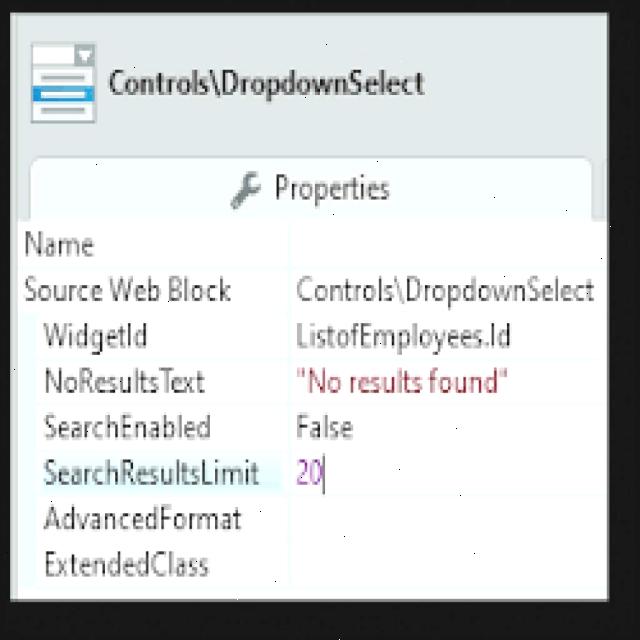 Controls\DropdownSelect
Properties
Name
Source Web Block Controls\DropdownSelect
WidgetId ListofEmployees.Id
NoResultsText "No results found"
SearchEnabled False
SearchResultsLimit 20
AdvancedFormat
ExtendedClass